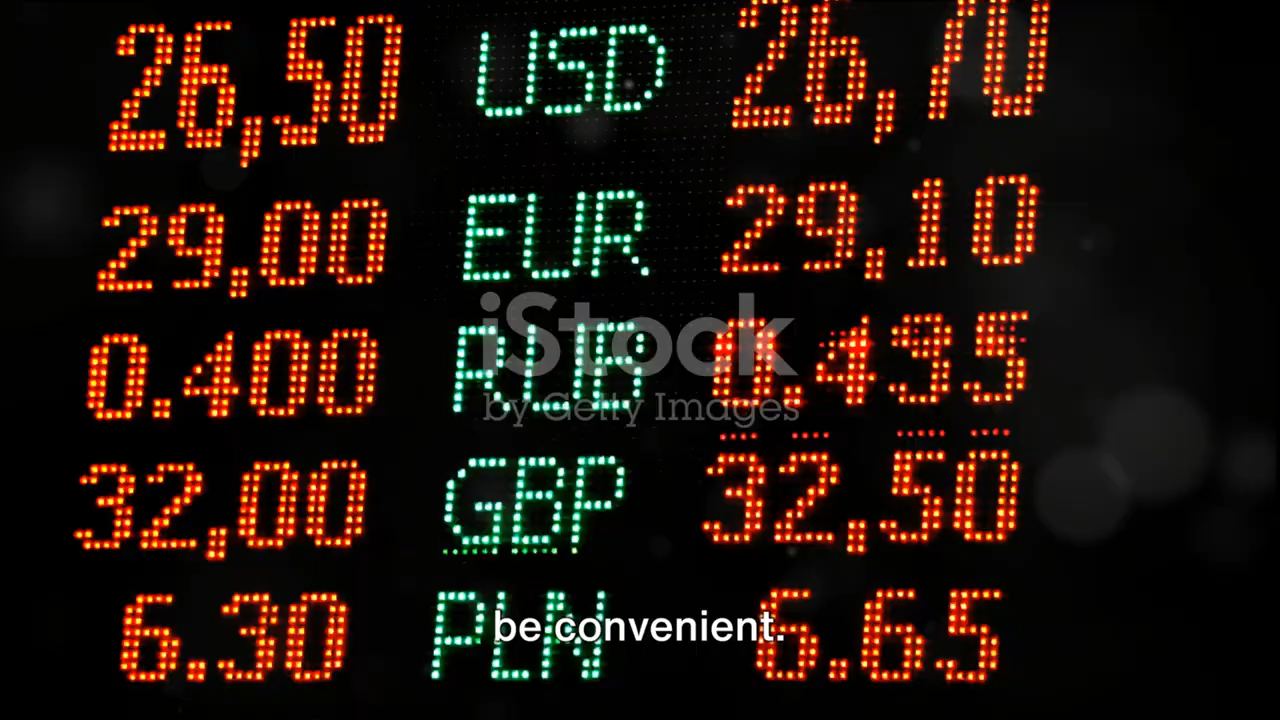 26,50 USD 26,70
29,00 EUR 29,10
0.400 RUB 0.435
iStock
by Getty Images
32,00 GBP 32,50
6.30 PLN 6.65
be convenient.